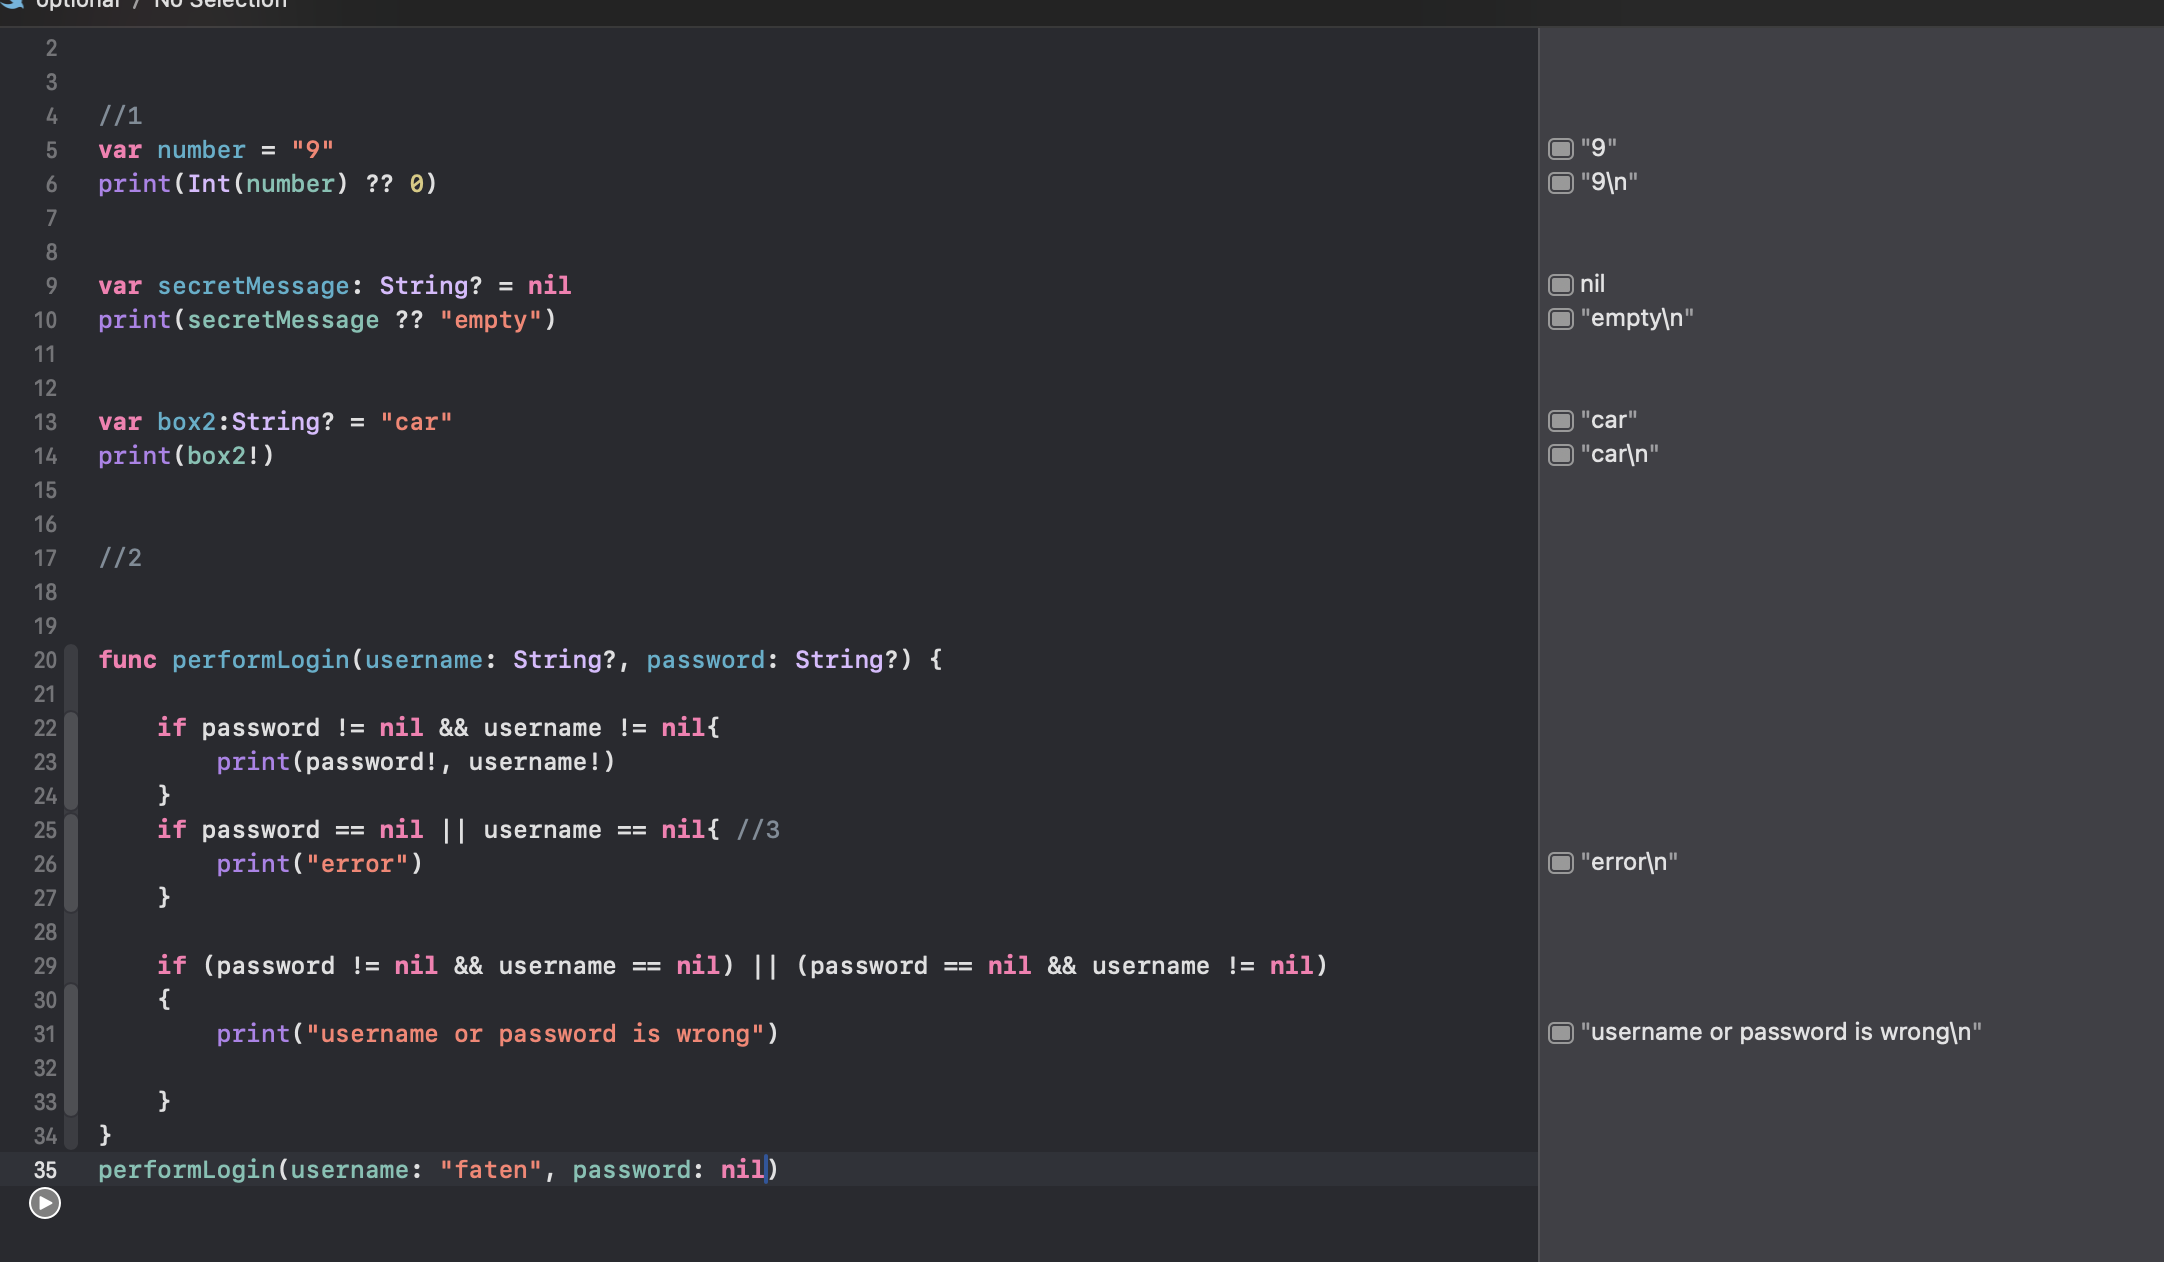 optional / No Selection
2
3
4 //1
5 var number = "9" "9"
6 print(Int(number) ?? 0) "9\n"
7
8
9 var secretMessage: String? = nil nil
10 print(secretMessage ?? "empty") "empty\n"
11
12
13 var box2:String? = "car" "car"
14 print(box2!) "car\n"
15
16
17 //2
18
19
20 func performLogin(username: String?, password: String?) {
21
22 if password != nil && username != nil{
23 print(password!, username!)
24 }
25 if password == nil || username == nil{ //3
26 print("error") "error\n"
27 }
28
29 if (password != nil && username == nil) || (password == nil && username != nil)
30 {
31 print("username or password is wrong") "username or password is wrong\n"
32
33 }
34 }
35 performLogin(username: "faten", password: nil)